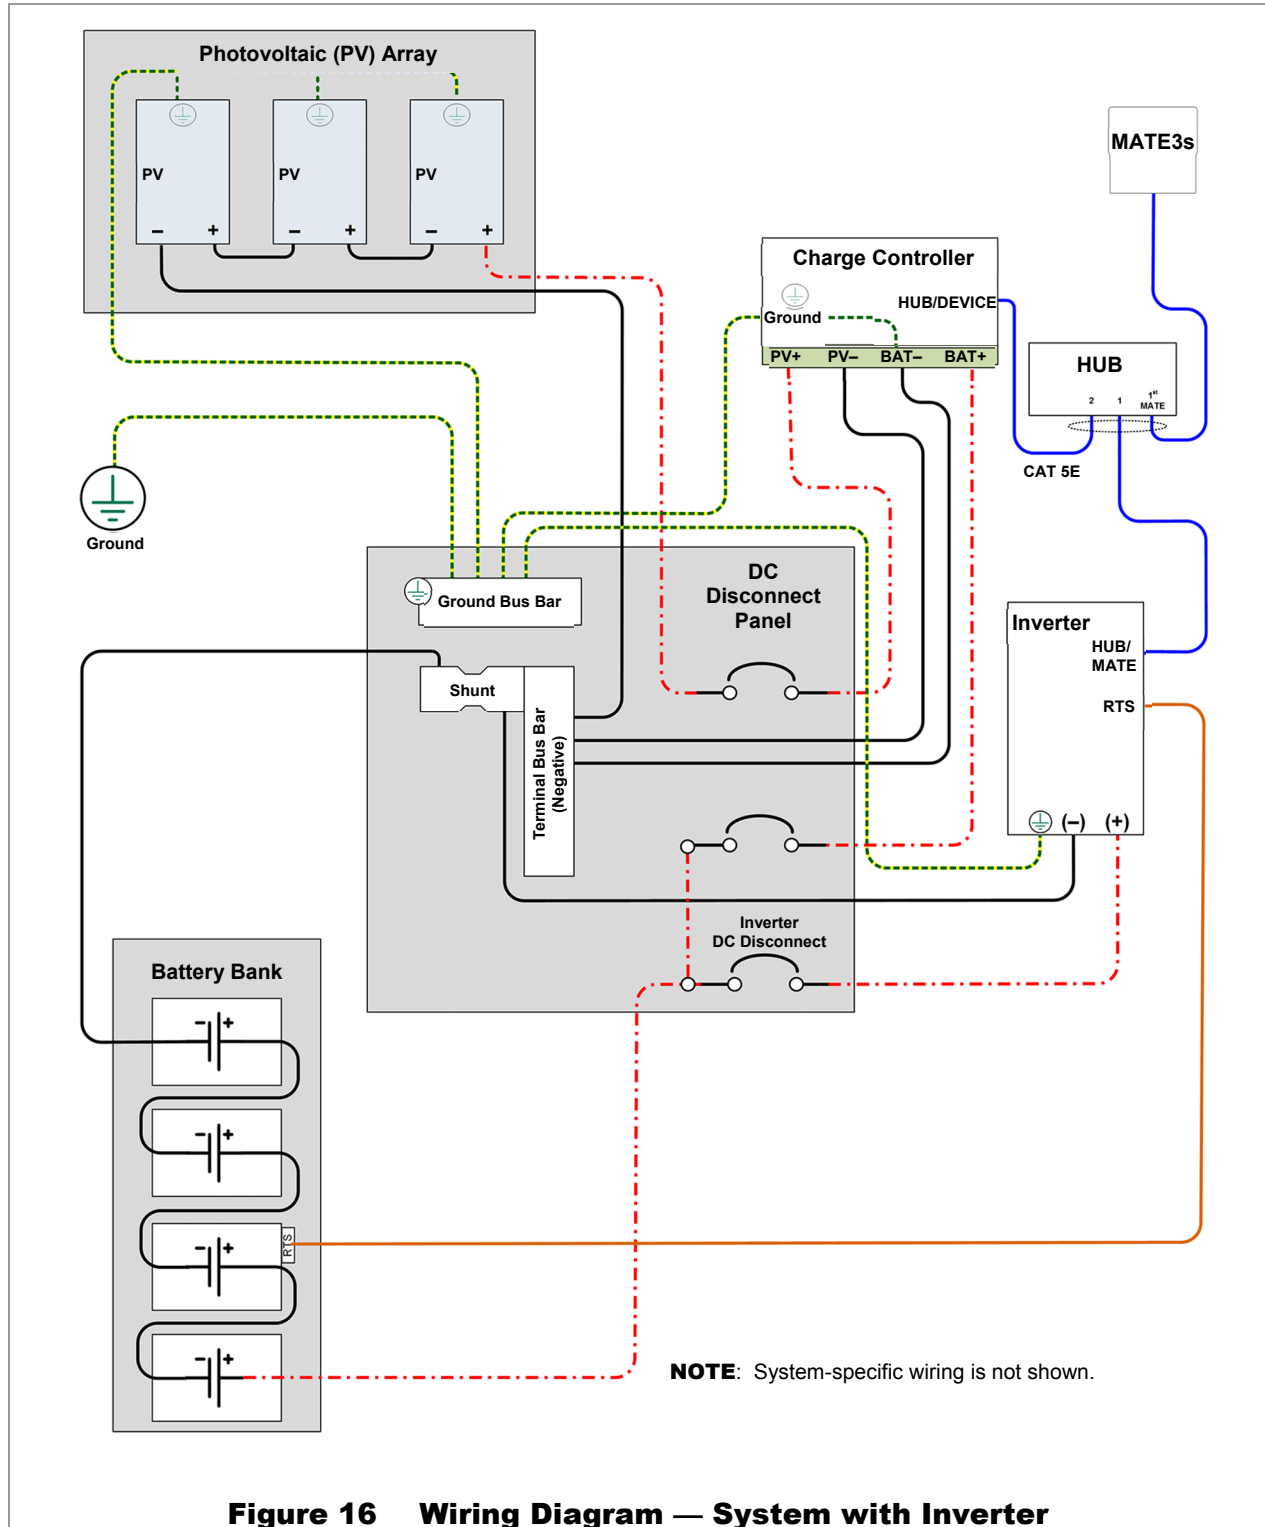 Photovoltaic (PV) Array
PV
PV
PV
– +
– +
– +
MATE3s
Charge Controller
HUB/DEVICE
Ground
PV+ PV– BAT– BAT+
HUB
2 1 1st
MATE
CAT 5E
Ground
DC
Disconnect
Panel
Ground Bus Bar
Shunt
Terminal Bus Bar
(Negative)
Inverter
HUB/
MATE
RTS
(–) (+)
Inverter
DC Disconnect
Battery Bank
- +
- +
- +
RTS
- +
NOTE: System-specific wiring is not shown.
Figure 16 Wiring Diagram — System with Inverter